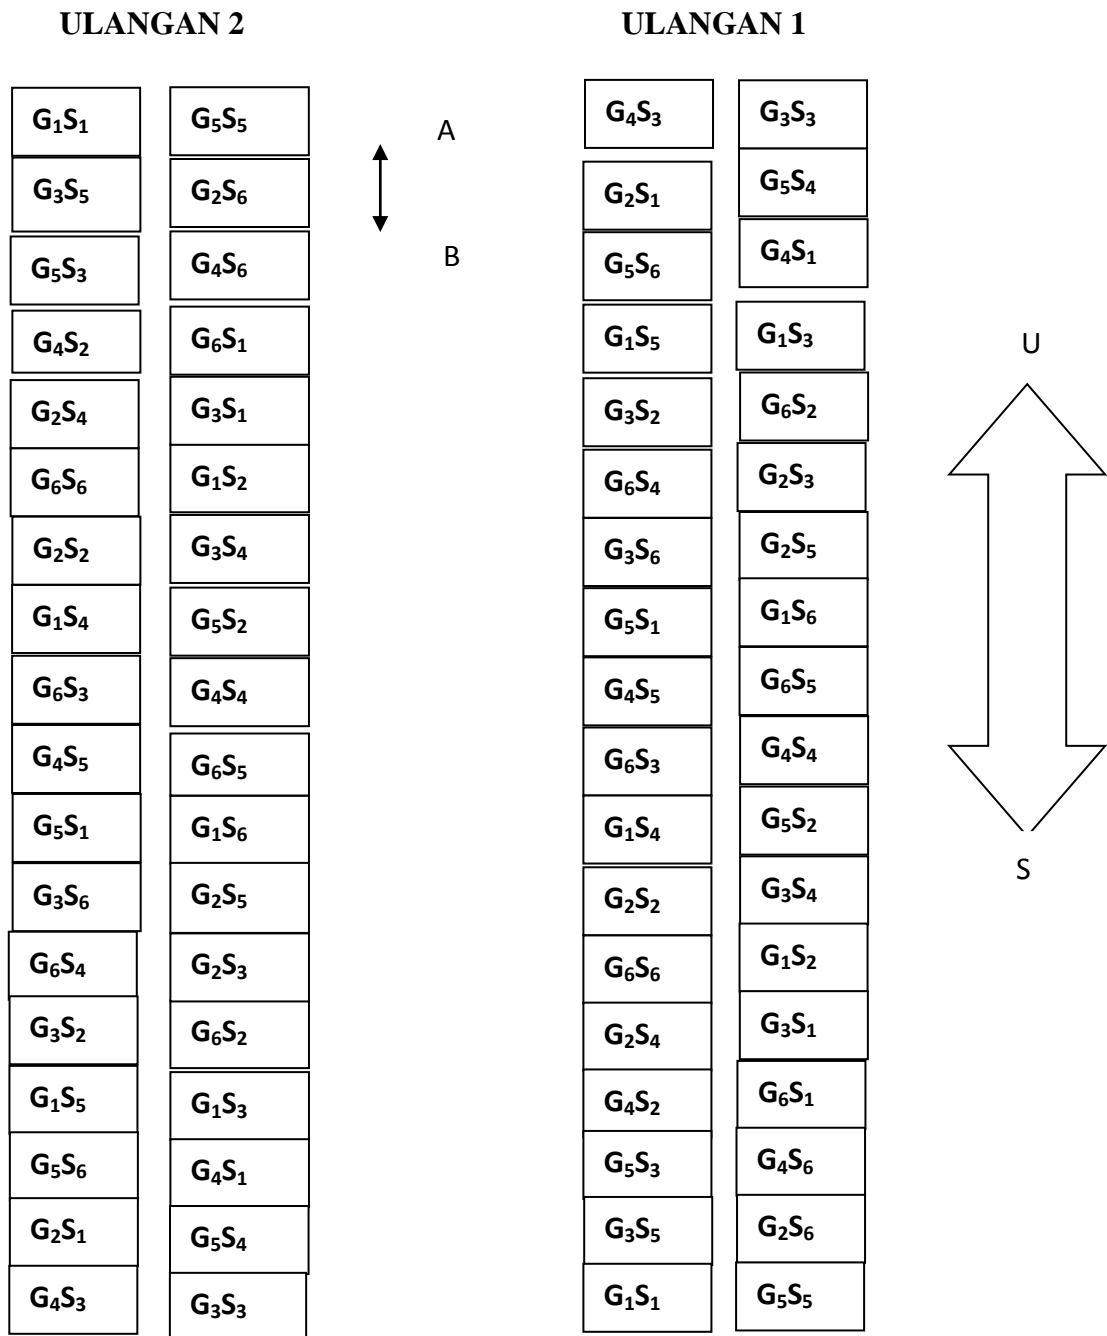 ULANGAN 2
G₁S₁ G₅S₅
G₃S₅ G₂S₆
G₅S₃ G₄S₆
G₄S₂ G₆S₁
G₂S₄ G₃S₁
G₆S₆ G₁S₂
G₂S₂ G₃S₄
G₁S₄ G₅S₂
G₆S₃ G₄S₄
G₄S₅ G₆S₅
G₅S₁ G₁S₆
G₃S₆ G₂S₅
G₆S₄ G₂S₃
G₃S₂ G₆S₂
G₁S₅ G₁S₃
G₅S₆ G₄S₁
G₂S₁ G₅S₄
G₄S₃ G₃S₃
A
B
ULANGAN 1
G₄S₃ G₃S₃
G₂S₁ G₅S₄
G₅S₆ G₄S₁
G₁S₅ G₁S₃
G₃S₂ G₆S₂
G₆S₄ G₂S₃
G₃S₆ G₂S₅
G₅S₁ G₁S₆
G₄S₅ G₆S₅
G₆S₃ G₄S₄
G₁S₄ G₅S₂
G₂S₂ G₃S₄
G₆S₆ G₁S₂
G₂S₄ G₃S₁
G₄S₂ G₆S₁
G₅S₃ G₄S₆
G₃S₅ G₂S₆
G₁S₁ G₅S₅
U
S